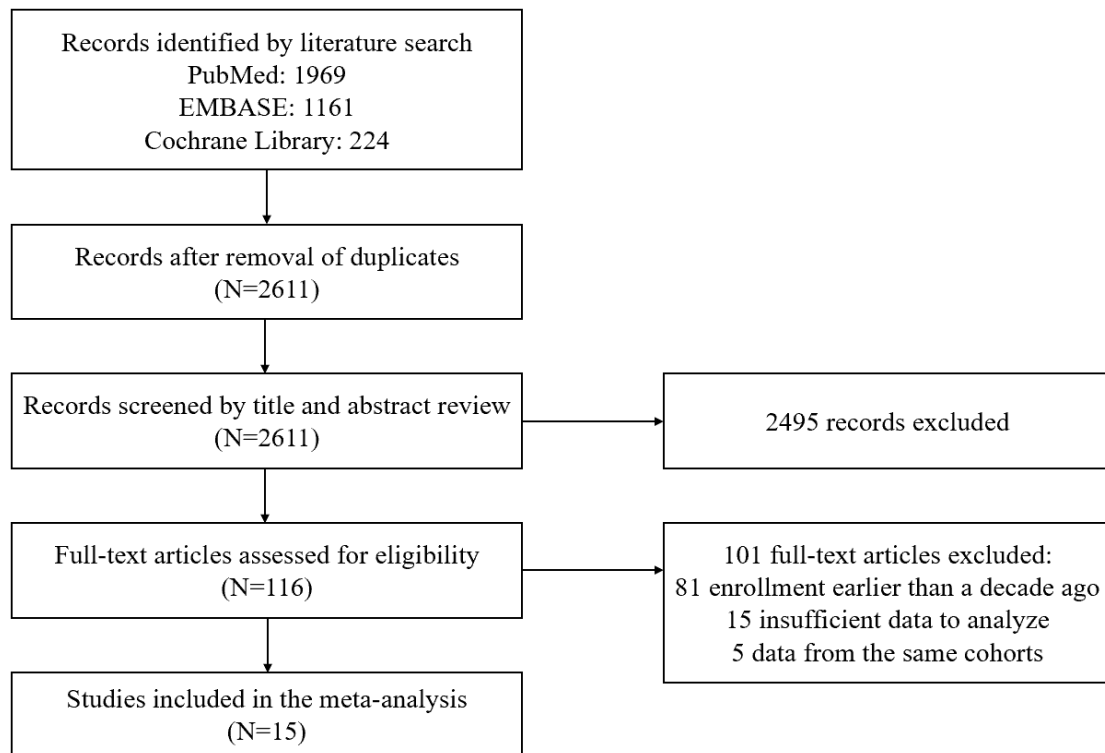 Records identified by literature search
PubMed: 1969
EMBASE: 1161
Cochrane Library: 224
Records after removal of duplicates
(N=2611)
Records screened by title and abstract review
(N=2611)
2495 records excluded
Full-text articles assessed for eligibility
(N=116)
101 full-text articles excluded:
81 enrollment earlier than a decade ago
15 insufficient data to analyze
5 data from the same cohorts
Studies included in the meta-analysis
(N=15)